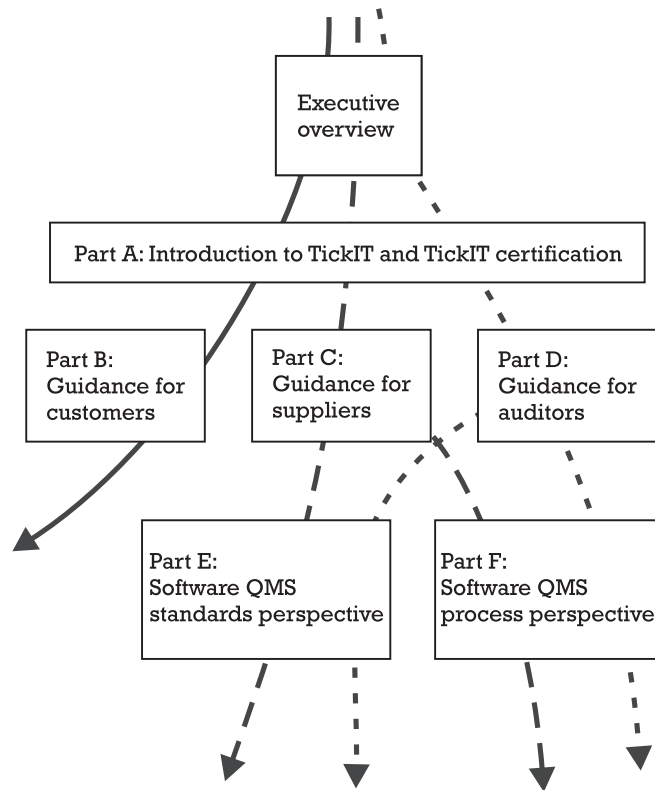 Executive
overview
Part A: Introduction to TickIT and TickIT certification
Part B:
Guidance for
customers
Part C:
Guidance for
suppliers
Part D:
Guidance for
auditors
Part E:
Software QMS
standards perspective
Part F:
Software QMS
process perspective